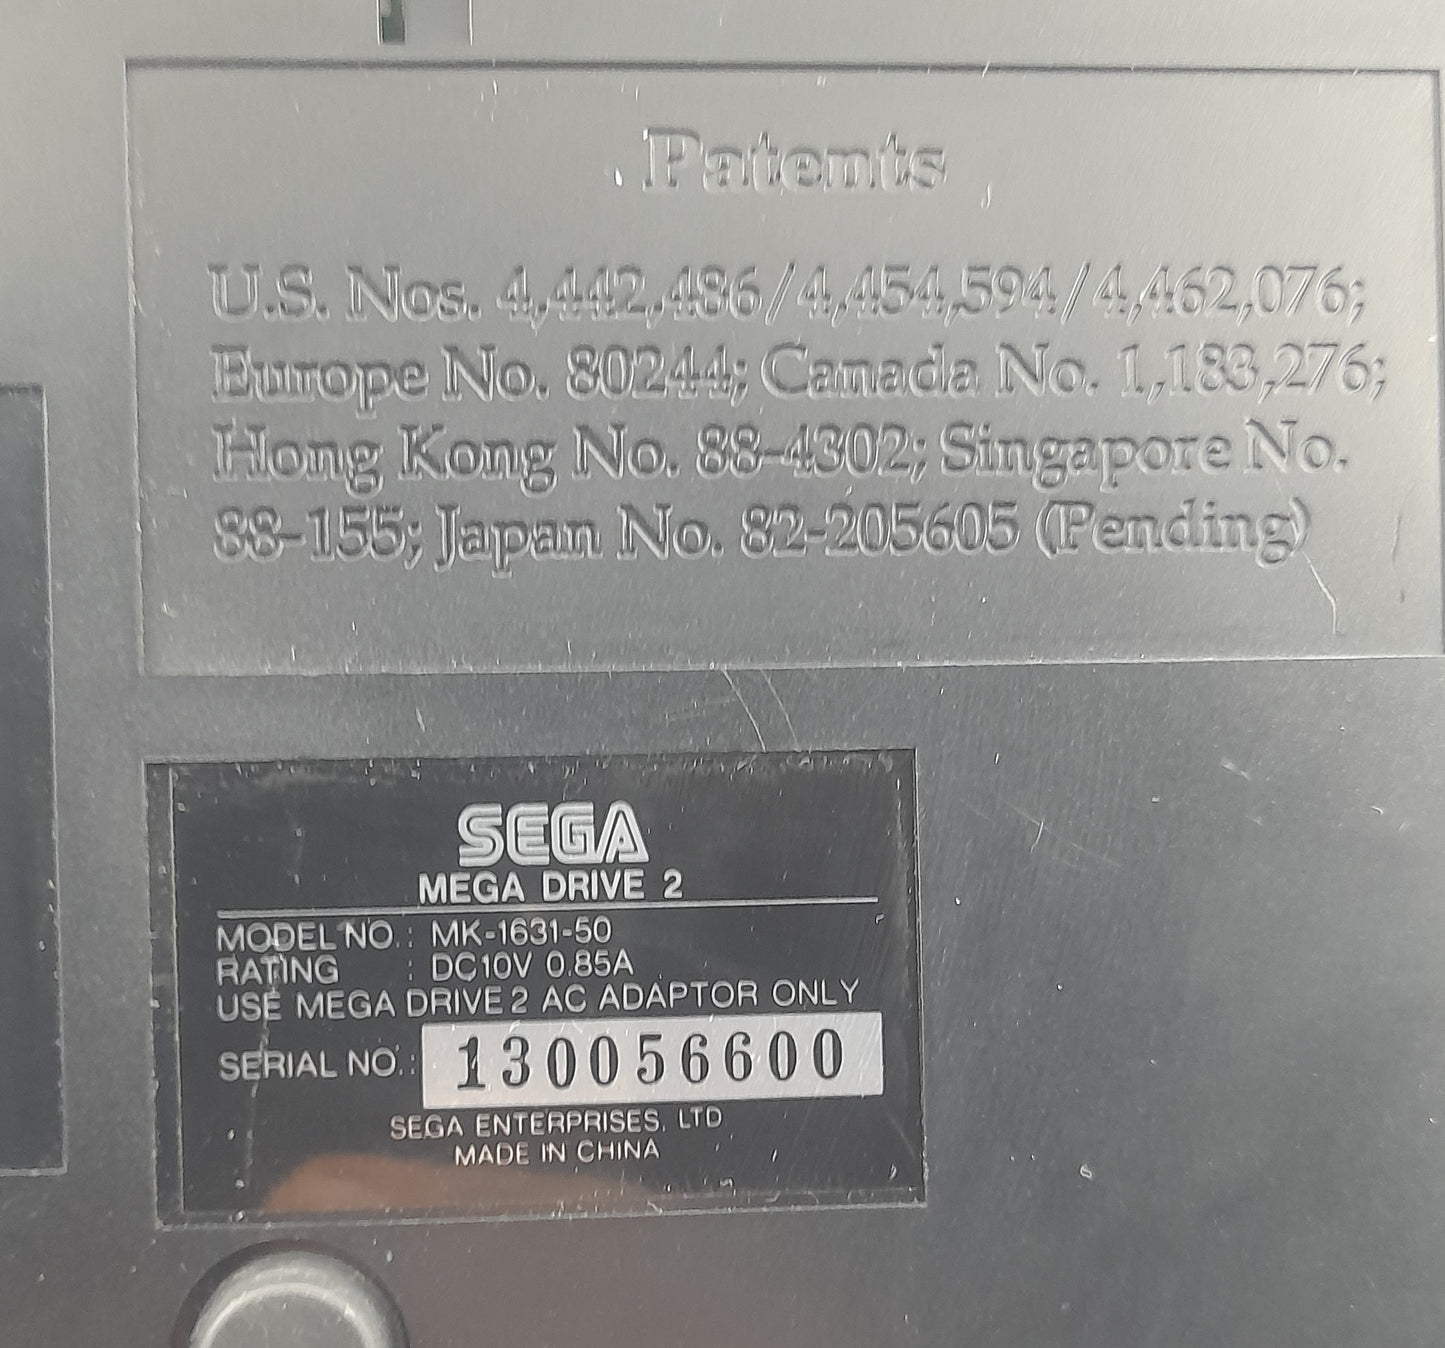 Patents
U.S. Nos. 4,442,486/4,454,594/4,462,076;
Europe No. 80244; Canada No. 1,183,276;
Hong Kong No. 88-4302; Singapore No.
88-155; Japan No. 82-205605 (Pending)
SEGA
MEGA DRIVE 2
MODEL NO. : MK-1631-50
RATING : DC10V 0.85A
USE MEGA DRIVE 2 AC ADAPTOR ONLY
SERIAL NO. : 130056600
SEGA ENTERPRISES, LTD
MADE IN CHINA